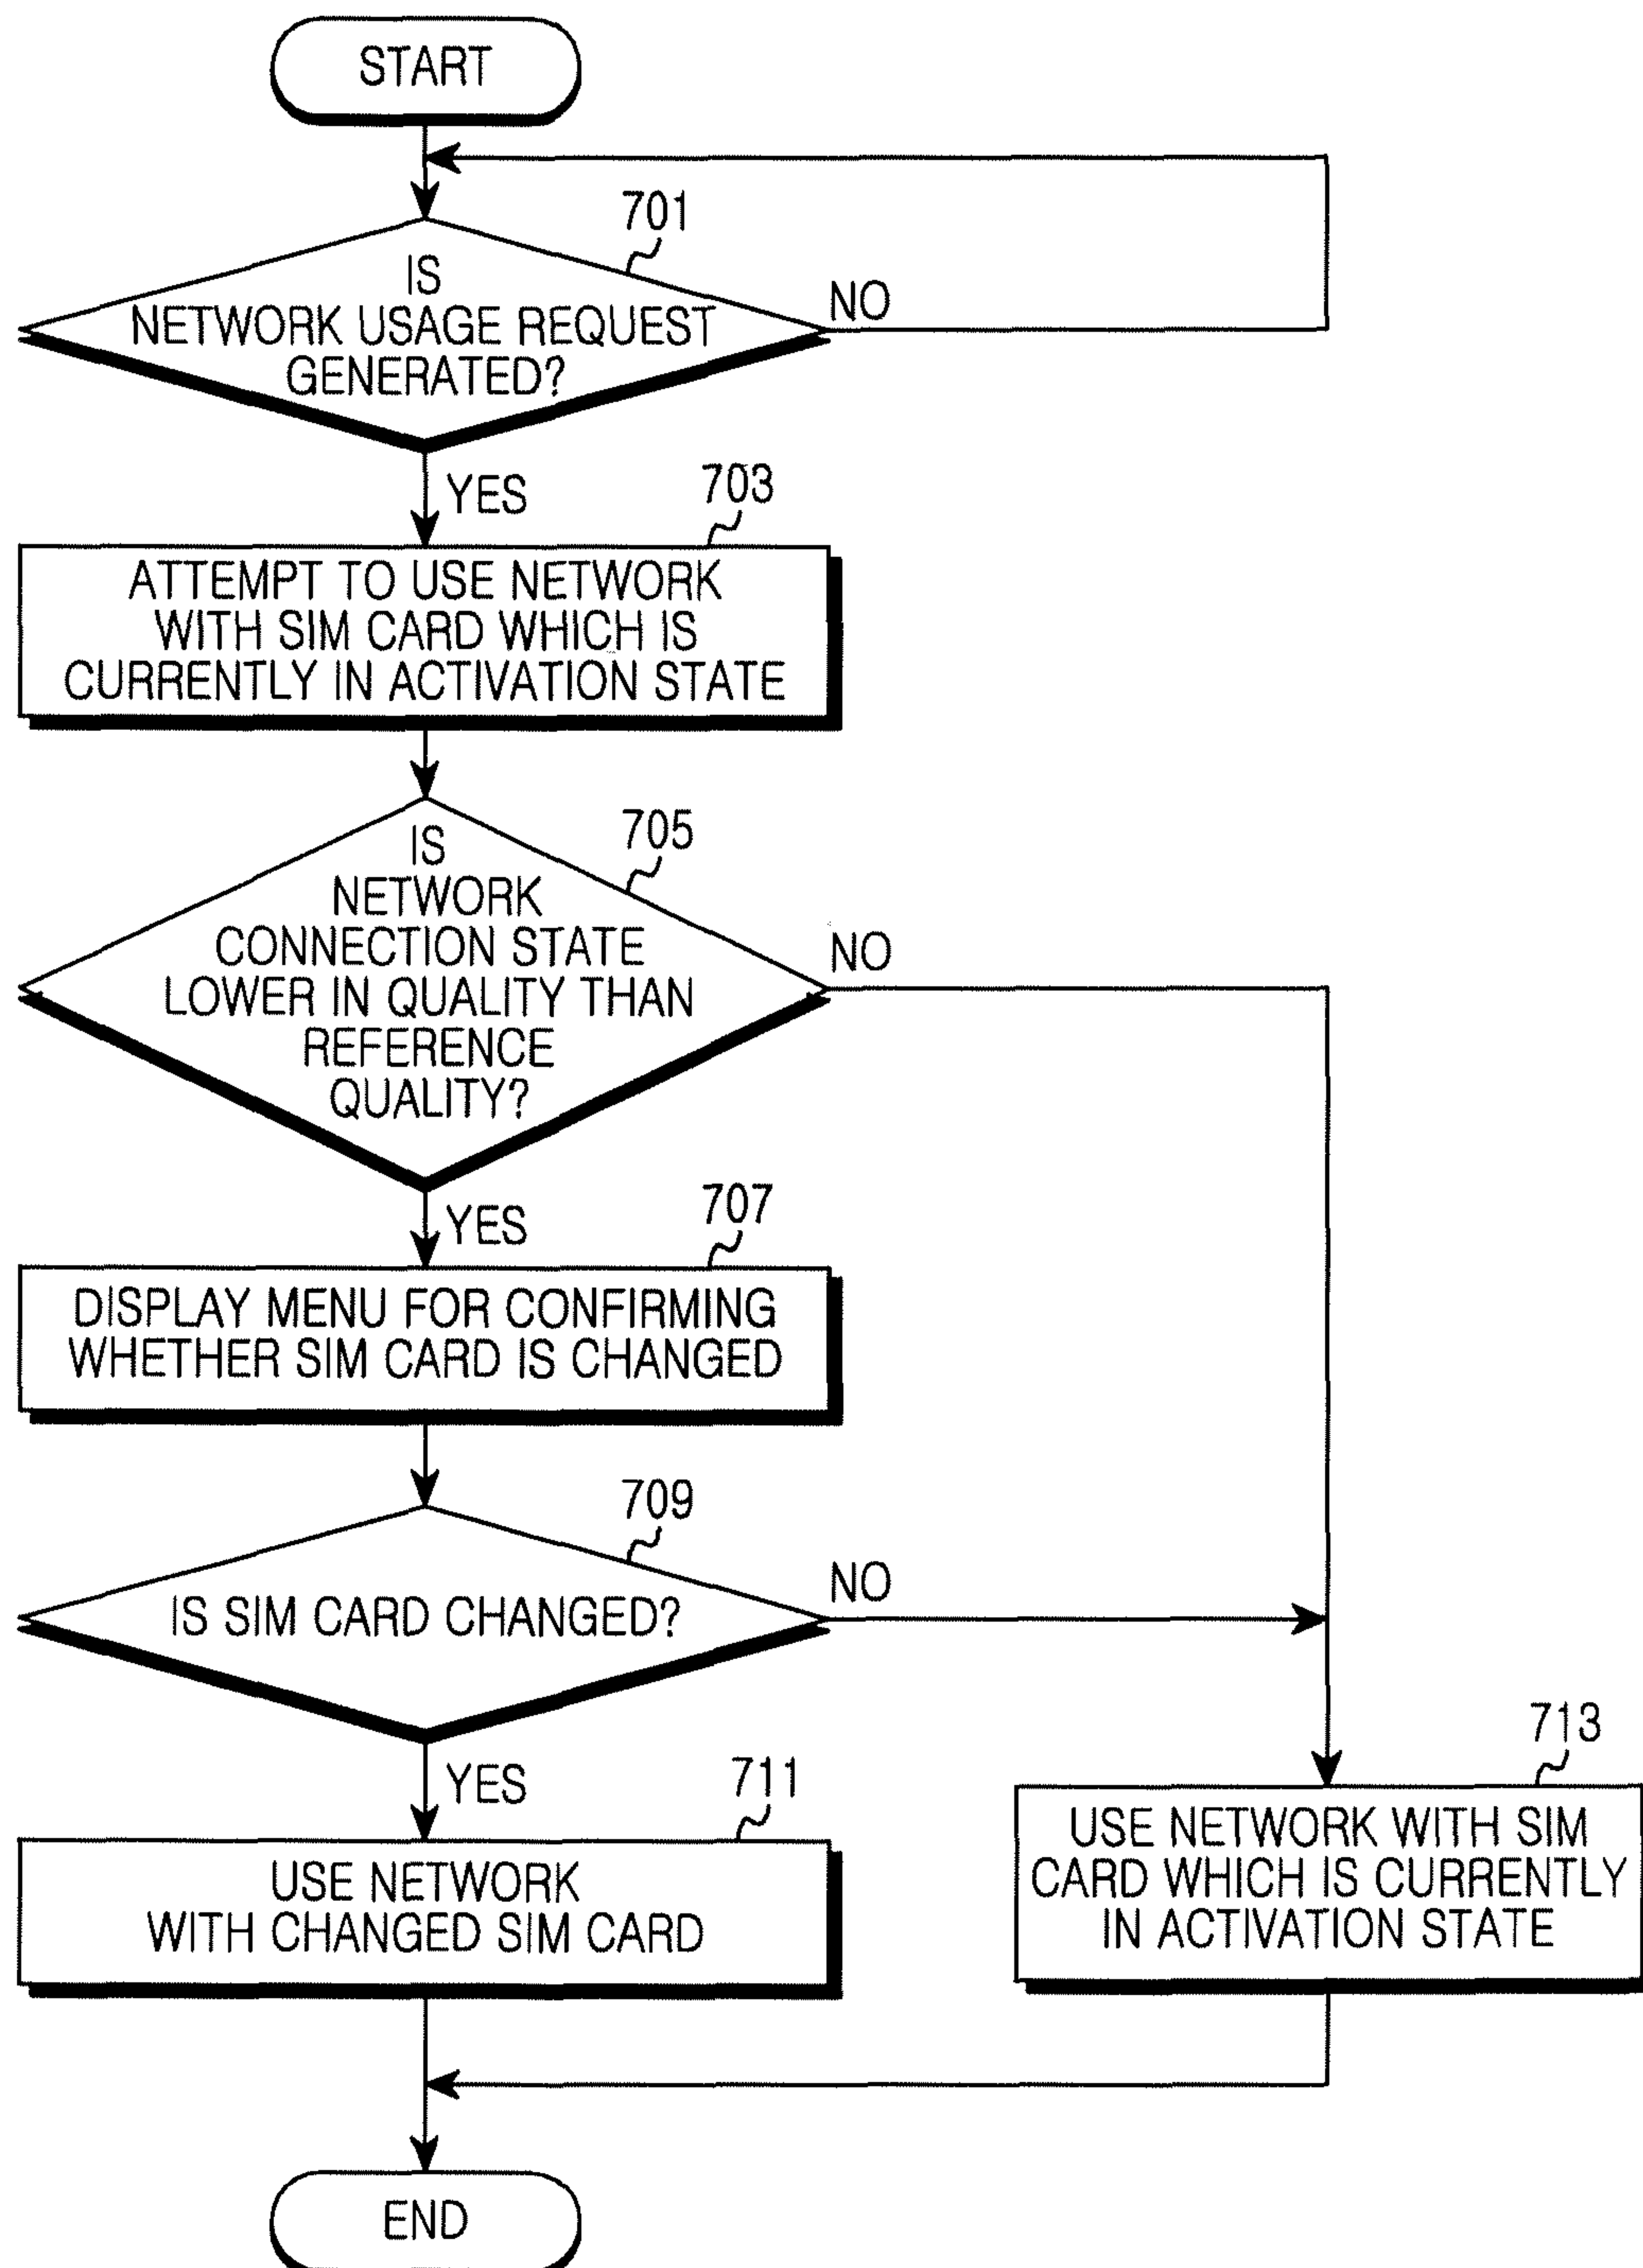 START
701
IS
NETWORK USAGE REQUEST
GENERATED?
NO
YES
703
ATTEMPT TO USE NETWORK
WITH SIM CARD WHICH IS
CURRENTLY IN ACTIVATION STATE
705
IS
NETWORK
CONNECTION STATE
LOWER IN QUALITY THAN
REFERENCE
QUALITY?
NO
YES
707
DISPLAY MENU FOR CONFIRMING
WHETHER SIM CARD IS CHANGED
709
IS SIM CARD CHANGED?
NO
YES
711
USE NETWORK
WITH CHANGED SIM CARD
713
USE NETWORK WITH SIM
CARD WHICH IS CURRENTLY
IN ACTIVATION STATE
END